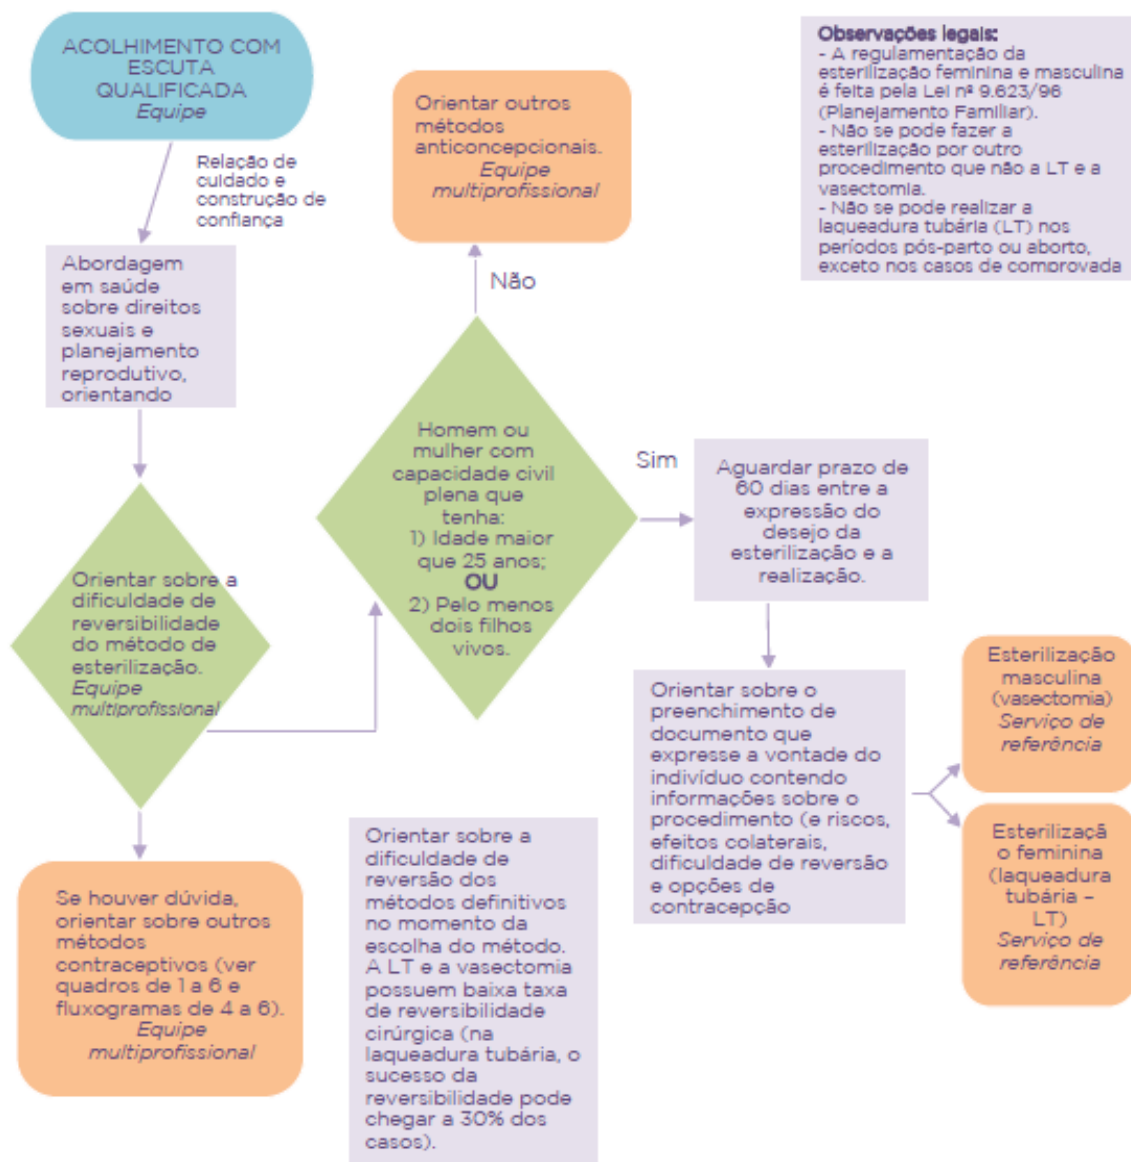 ACOLHIMENTO COM
ESCUTA
QUALIFICADA
Equipe
Relação de
cuidado e
construção de
confiança
Abordagem
em saúde
sobre direitos
sexuais e
planejamento
reprodutivo,
orientando
Orientar sobre a
dificuldade de
reversibilidade
do método de
esterilização.
Equipe
multiprofissional
Se houver dúvida,
orientar sobre outros
métodos
contraceptivos (ver
quadros de 1 a 6 e
fluxogramas de 4 a 6).
Equipe
multiprofissional
Orientar outros
métodos
anticoncepcionais.
Equipe
multiprofissional
Não
Homem ou
mulher com
capacidade civil
plena que
tenha:
1) Idade maior
que 25 anos;
OU
2) Pelo menos
dois filhos
vivos.
Sim
Aguardar prazo de
60 dias entre a
expressão do
desejo da
esterilização e a
realização.
Orientar sobre o
preenchimento de
documento que
expresse a vontade do
indivíduo contendo
informações sobre o
procedimento (e riscos,
efeitos colaterais,
dificuldade de reversão
e opções de
contracepção
Esterilização
masculina
(vasectomia)
Serviço de
referência
Esterilizaçã
o feminina
(laqueadura
tubária –
LT)
Serviço de
referência
Orientar sobre a
dificuldade de
reversão dos
métodos definitivos
no momento da
escolha do método.
A LT e a vasectomia
possuem baixa taxa
de reversibilidade
cirúrgica (na
laqueadura tubária, o
sucesso da
reversibilidade pode
chegar a 30% dos
casos).
Observações legais:
- A regulamentação da
esterilização feminina e masculina
é feita pela Lei nº 9.623/96
(Planejamento Familiar).
- Não se pode fazer a
esterilização por outro
procedimento que não a LT e a
vasectomia.
- Não se pode realizar a
laqueadura tubária (LT) nos
períodos pós-parto ou aborto,
exceto nos casos de comprovada